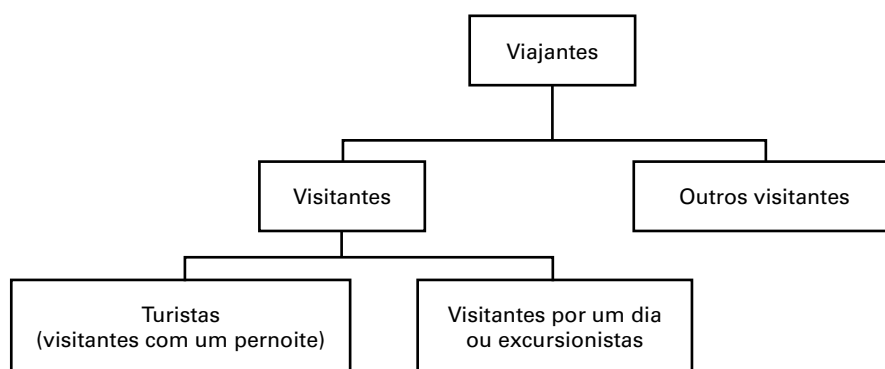 Viajantes
Visitantes
Outros visitantes
Turistas
(visitantes com um pernoite)
Visitantes por um dia
ou excursionistas